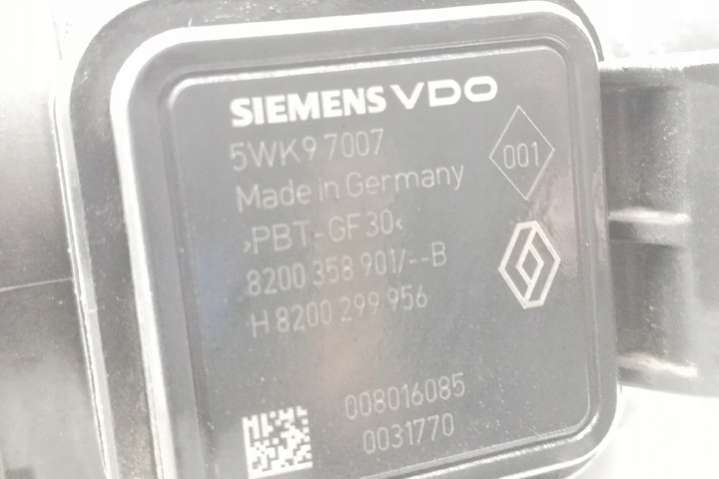 SIEMENS VDO
5WK9 7007
001
Made in Germany
>PBT-GF30<
8200 358 901/--B
H 8200 299 956
008016085
0031770